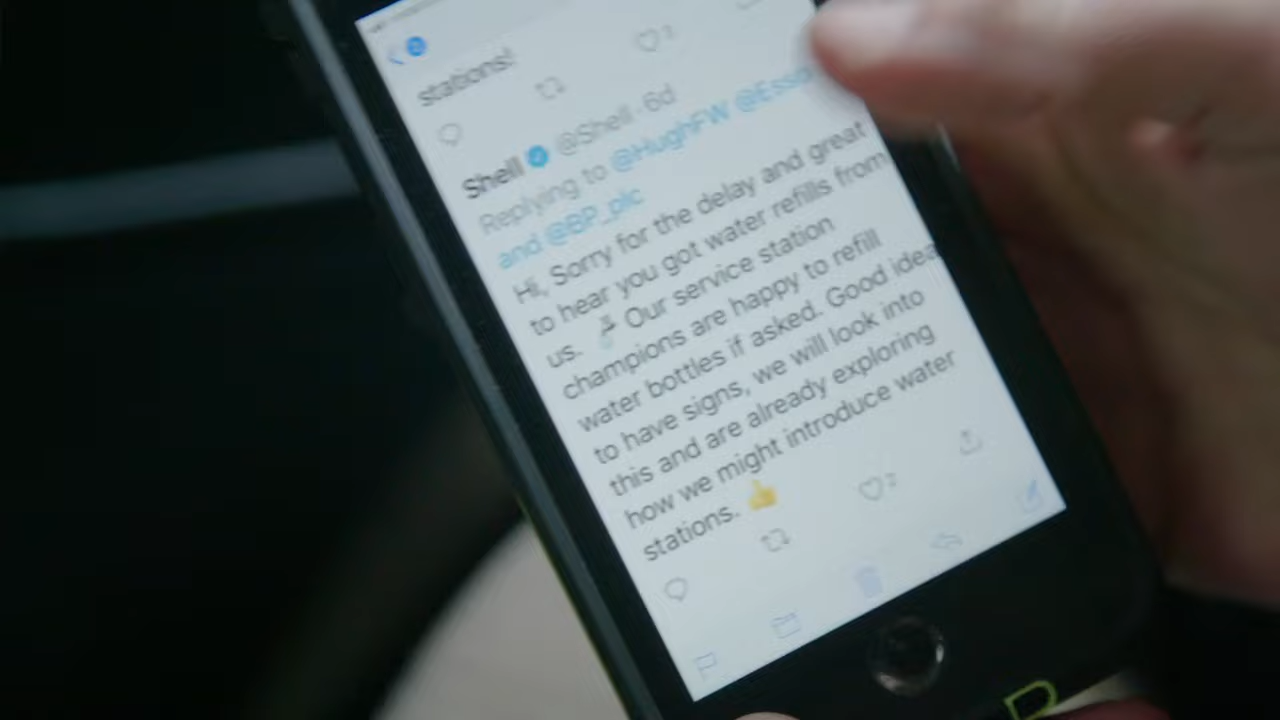 stations!
Shell @Shell · 6d
Replying to @HughFW
and @BP_plc
Hi, Sorry for the delay and great
to hear you got water refills from
us. Our service station
champions are happy to refill
water bottles if asked. Good idea
to have signs, we will look into
this and are already exploring
how we might introduce water
stations. 👍